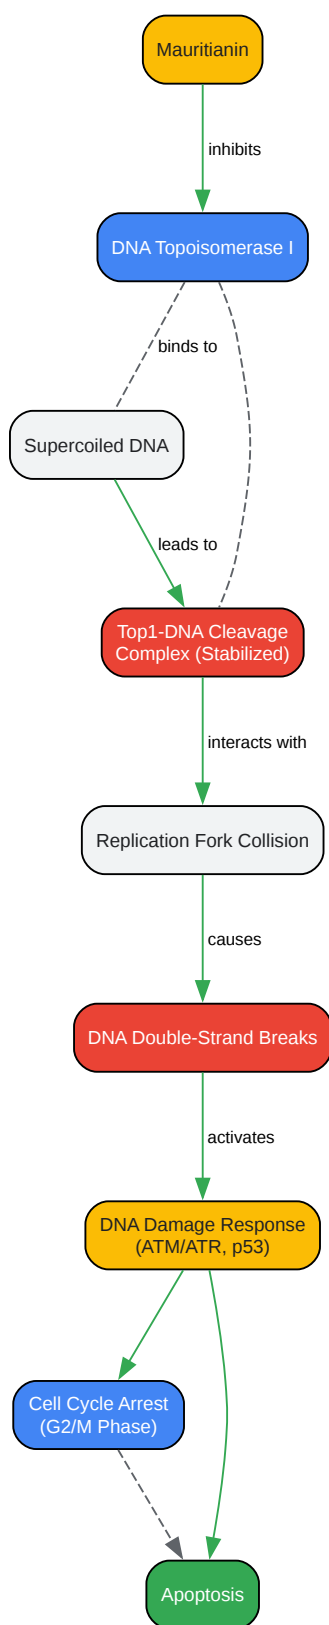 Mauritianin
inhibits
DNA Topoisomerase I
binds to
Supercoiled DNA
leads to
Top1-DNA Cleavage
Complex (Stabilized)
interacts with
Replication Fork Collision
causes
DNA Double-Strand Breaks
activates
DNA Damage Response
(ATM/ATR, p53)
Cell Cycle Arrest
(G2/M Phase)
Apoptosis